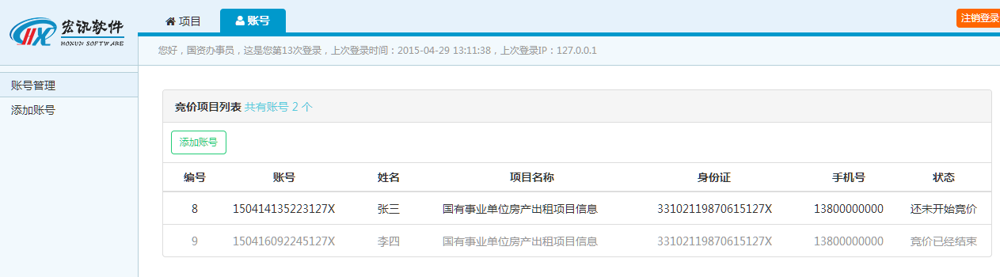 宏讯软件
HONXUN SOFTWARE
项目
账号
注销登录
您好，国资办事员，这是您第13次登录，上次登录时间：2015-04-29 13:11:38，上次登录IP：127.0.0.1
账号管理
添加账号
竞价项目列表 共有账号 2 个
添加账号
编号 账号 姓名 项目名称 身份证 手机号 状态
8 150414135223127X 张三 国有事业单位房产出租项目信息 33102119870615127X 13800000000 还未开始竞价
9 150416092245127X 李四 国有事业单位房产出租项目信息 33102119870615127X 13800000000 竞价已经结束